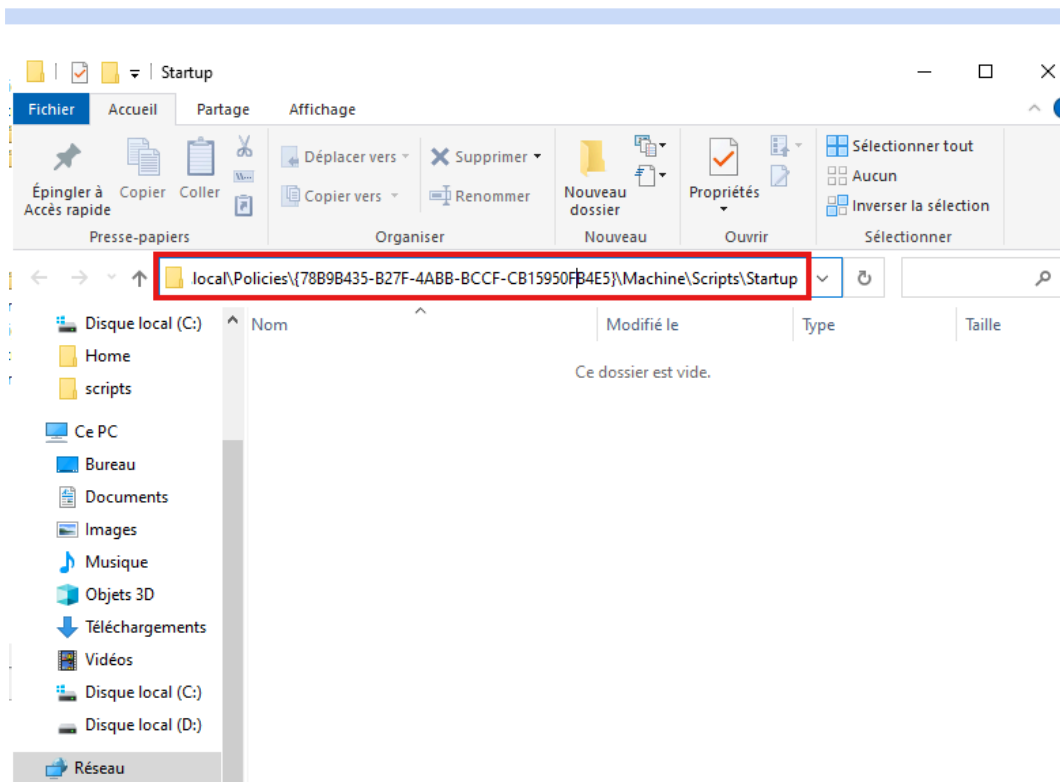 Startup
Fichier Accueil Partage Affichage
Épingler à Accès rapide
Copier
Coller
Déplacer vers
Copier vers
Supprimer
Renommer
Nouveau dossier
Propriétés
Sélectionner tout
Aucun
Inverser la sélection
Presse-papiers Organiser Nouveau Ouvrir Sélectionner
.local\Policies\{78B9B435-B27F-4ABB-BCCF-CB15950FB4E5}\Machine\Scripts\Startup
Nom Modifié le Type Taille
Ce dossier est vide.
Disque local (C:)
Home
scripts
Ce PC
Bureau
Documents
Images
Musique
Objets 3D
Téléchargements
Vidéos
Disque local (C:)
Disque local (D:)
Réseau